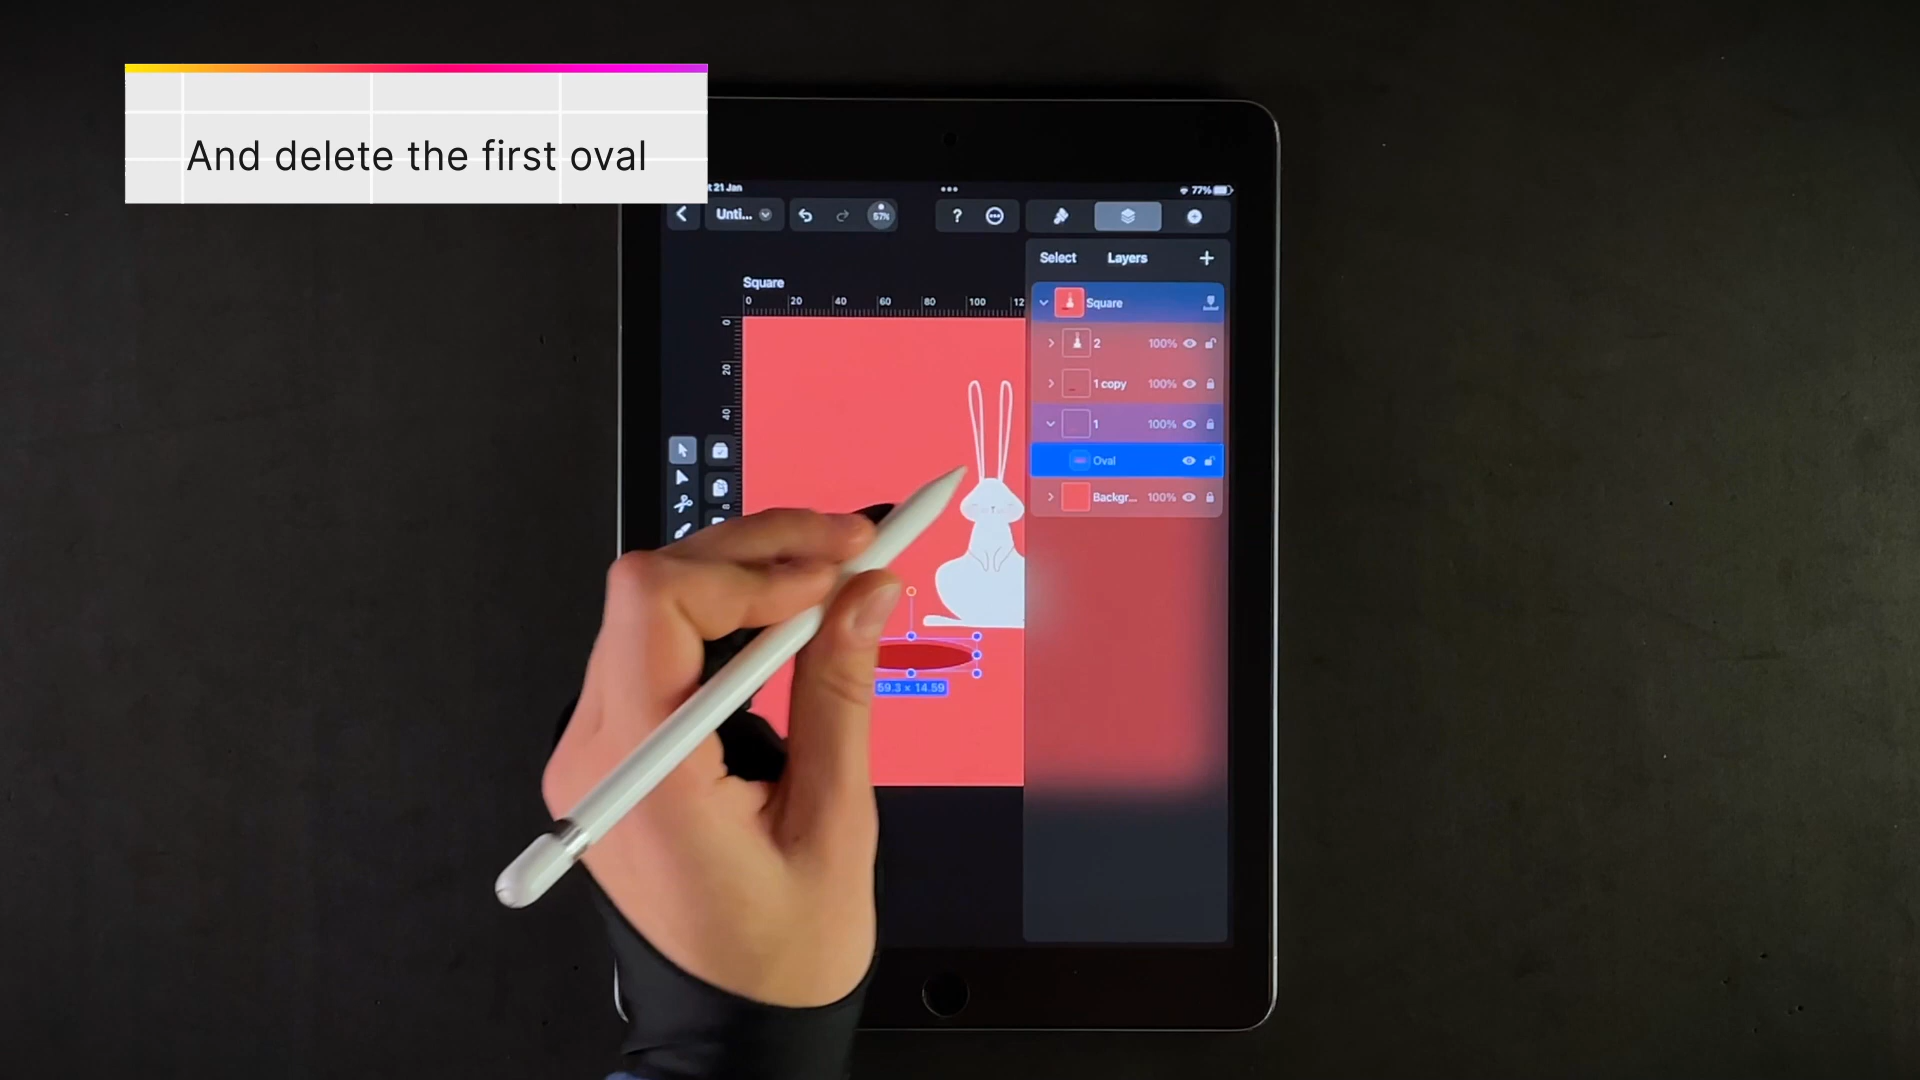 And delete the first oval
t 21 Jan
77%
Unti...
57%
?
Select
Layers
Square
0 20 40 60 80 100 12
0
20
40
Square
2 100%
1 copy 100%
1 100%
Oval
Backgr... 100%
59.3 × 14.59